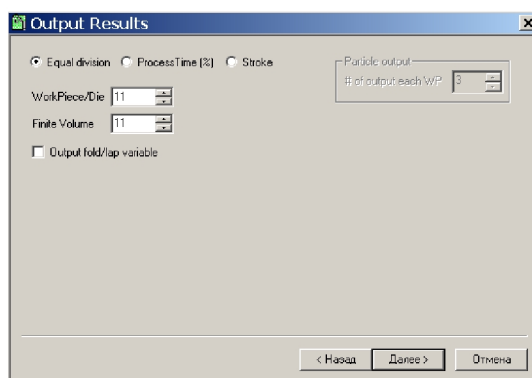 Output Results
Equal division ProcessTime (%) Stroke
Particle output
# of output each WP 3
WorkPiece/Die 11
Finite Volume 11
Output fold/lap variable
< Назад Далее > Отмена